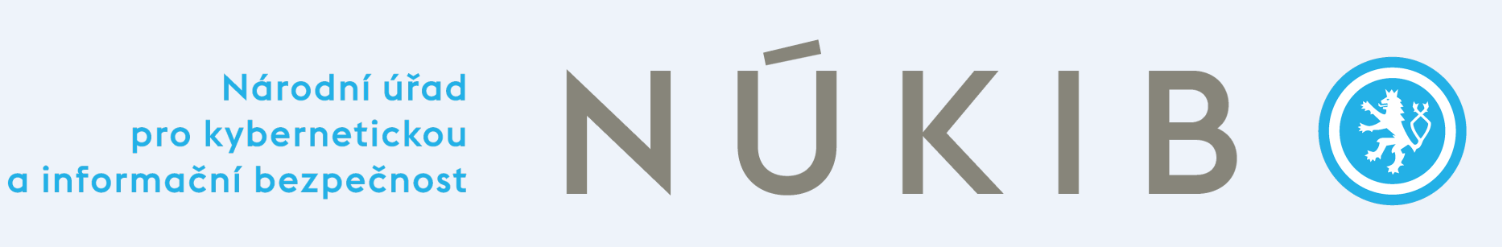 Národní úřad
pro kybernetickou
a informační bezpečnost
NÚKIB